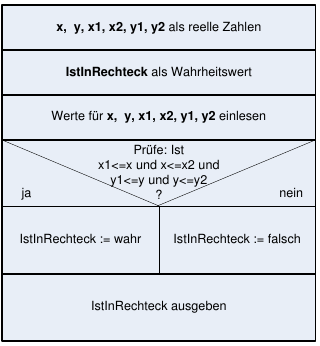 x, y, x1, x2, y1, y2 als reelle Zahlen
IstInRechteck als Wahrheitswert
Werte für x, y, x1, x2, y1, y2 einlesen
Prüfe: Ist
x1<=x und x<=x2 und
y1<=y und y<=y2
?
ja
nein
IstInRechteck := wahr
IstInRechteck := falsch
IstInRechteck ausgeben